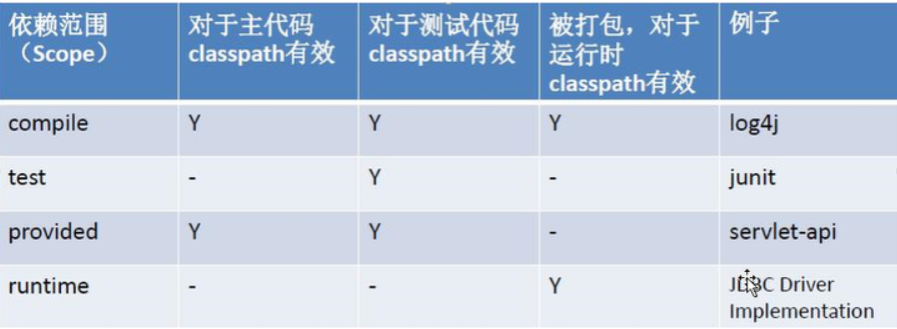 依赖范围 对于主代码 对于测试代码 被打包，对于 例子
（Scope） classpath有效 classpath有效 运行时
classpath有效
compile Y Y Y log4j
test - Y - junit
provided Y Y - servlet-api
runtime - - Y JDBC Driver
Implementation